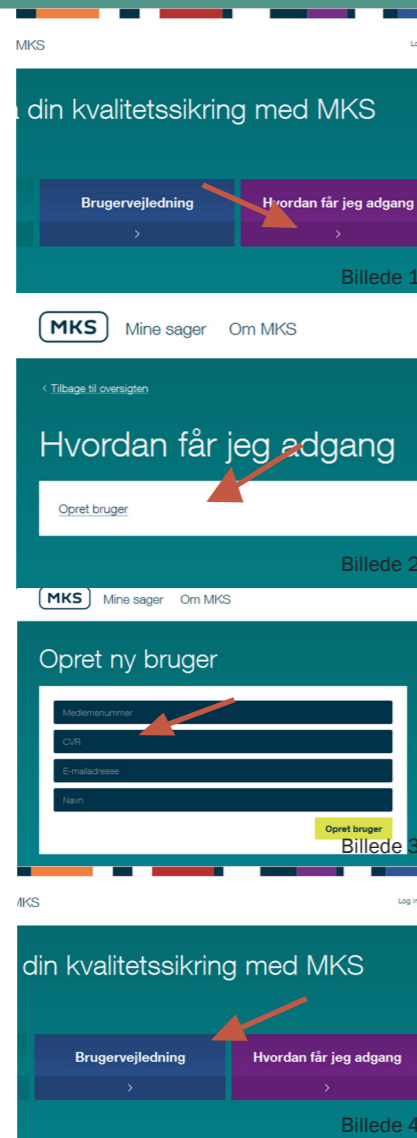 MKS
din kvalitetssikring med MKS
Brugervejledning
Hvordan får jeg adgang
Billede 1
MKS Mine sager Om MKS
< Tilbage til oversigten
Hvordan får jeg adgang
Opret bruger
Billede 2
MKS Mine sager Om MKS
Opret ny bruger
Medlemsnummer
CVR
E-mailadresse
Navn
Opret bruger
Billede 3
MKS Log in
din kvalitetssikring med MKS
Brugervejledning
Hvordan får jeg adgang
Billede 4